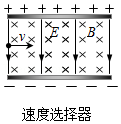 + + + + + + +
v E B
- - - - - - -
速度选择器